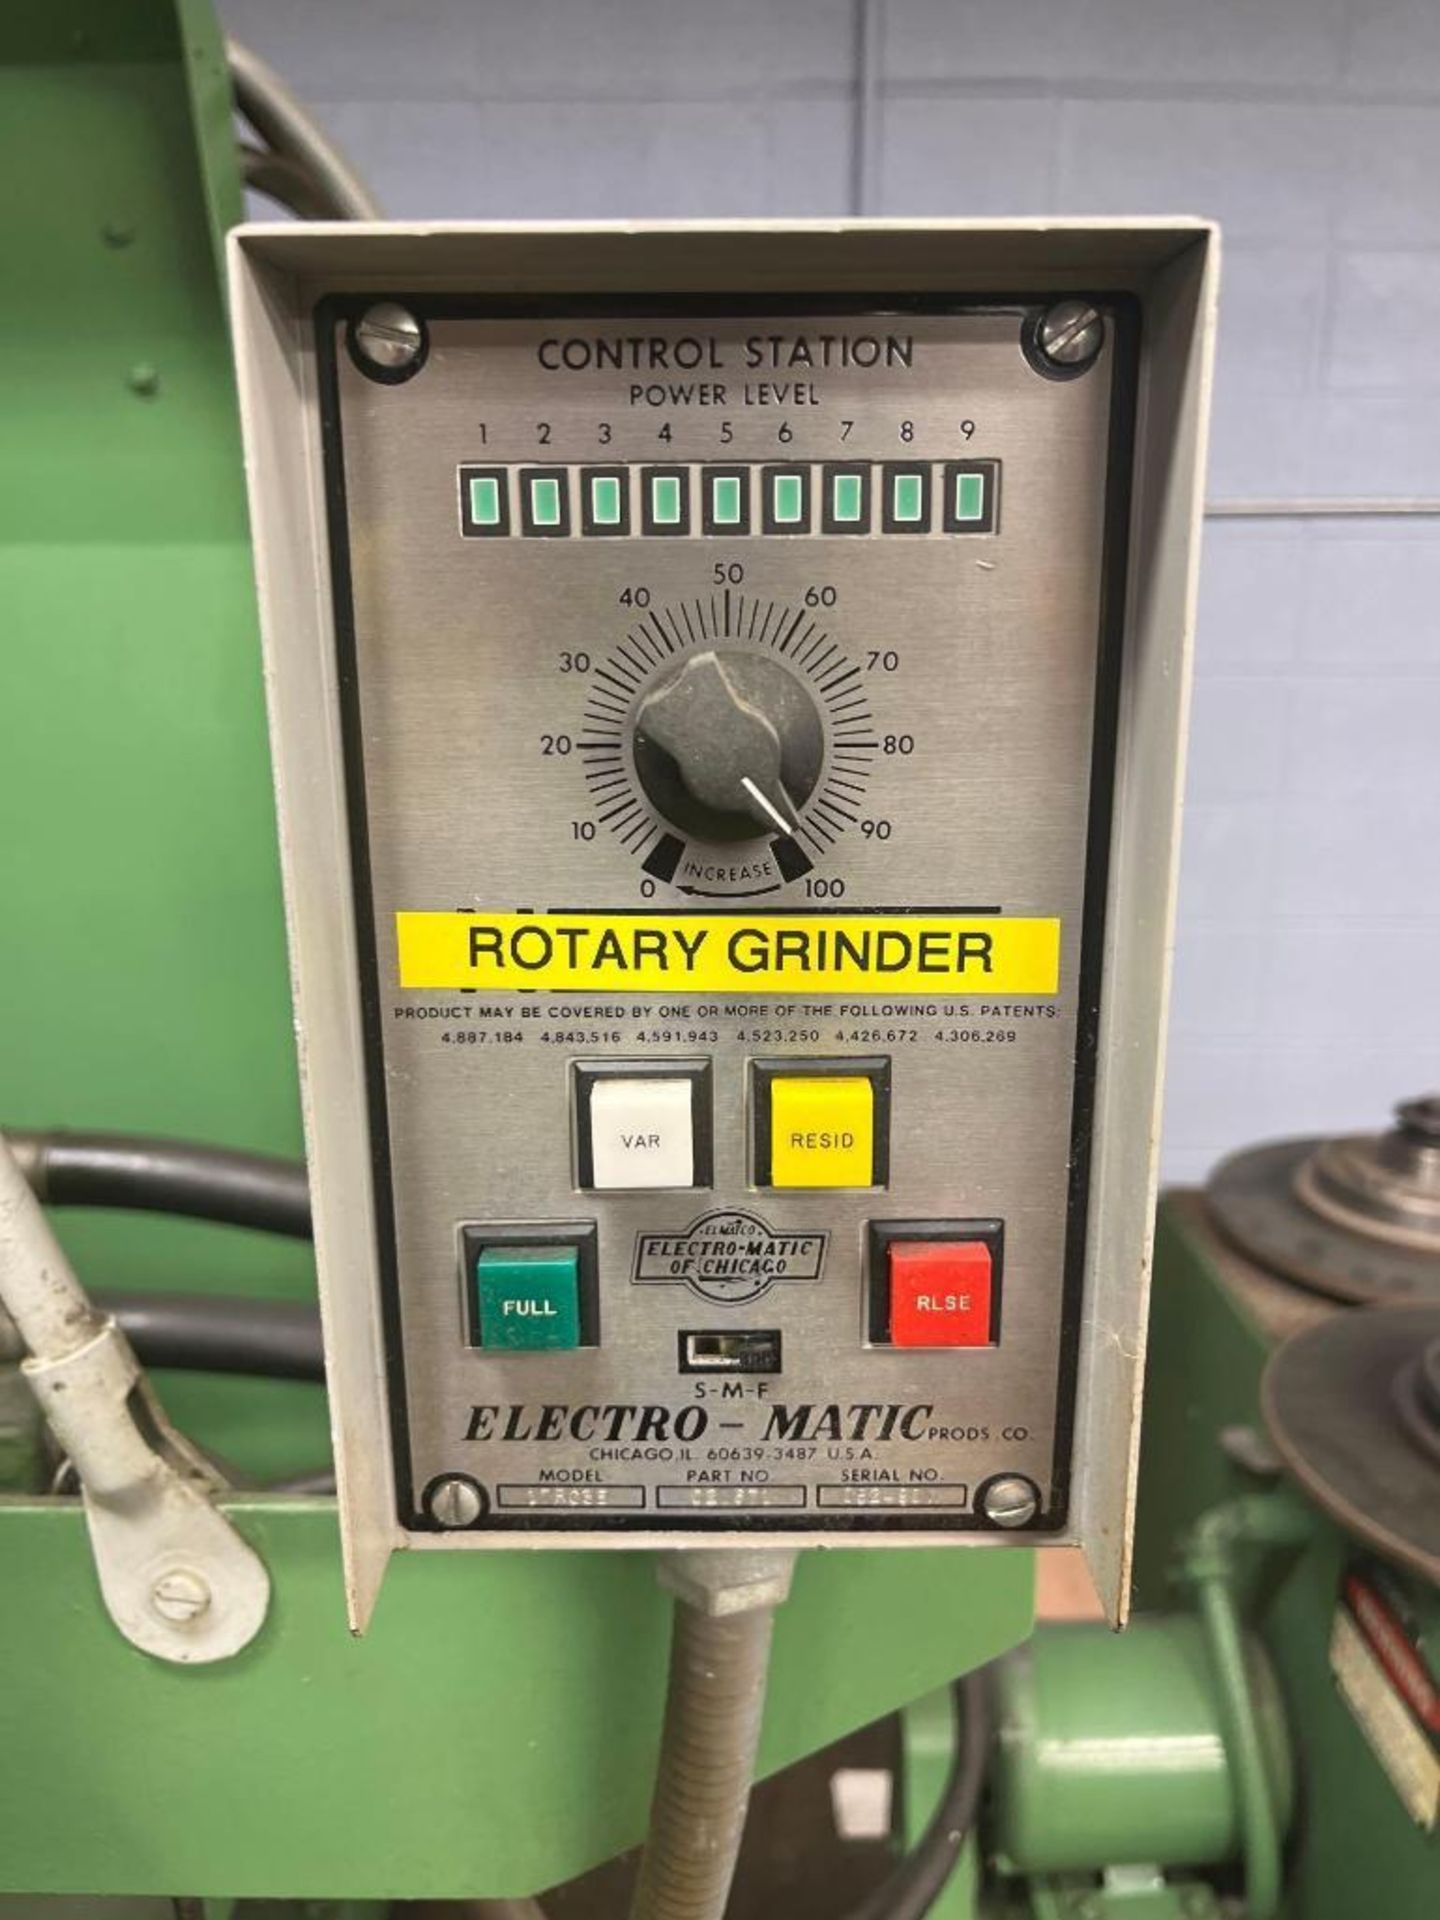 CONTROL STATION
POWER LEVEL
1 2 3 4 5 6 7 8 9
50
40 60
30 70
20 80
10 90
INCREASE
0 100
ROTARY GRINDER
PRODUCT MAY BE COVERED BY ONE OR MORE OF THE FOLLOWING U.S. PATENTS:
4,887,184 4,843,516 4,591,943 4,523,250 4,426,672 4,306,269
VAR RESID
ELMATCO
ELECTRO-MATIC
OF CHICAGO
FULL RLSE
S-M-F
ELECTRO-MATIC PRODS. CO.
CHICAGO, IL. 60639-3487 U.S.A.
MODEL PART NO. SERIAL NO.